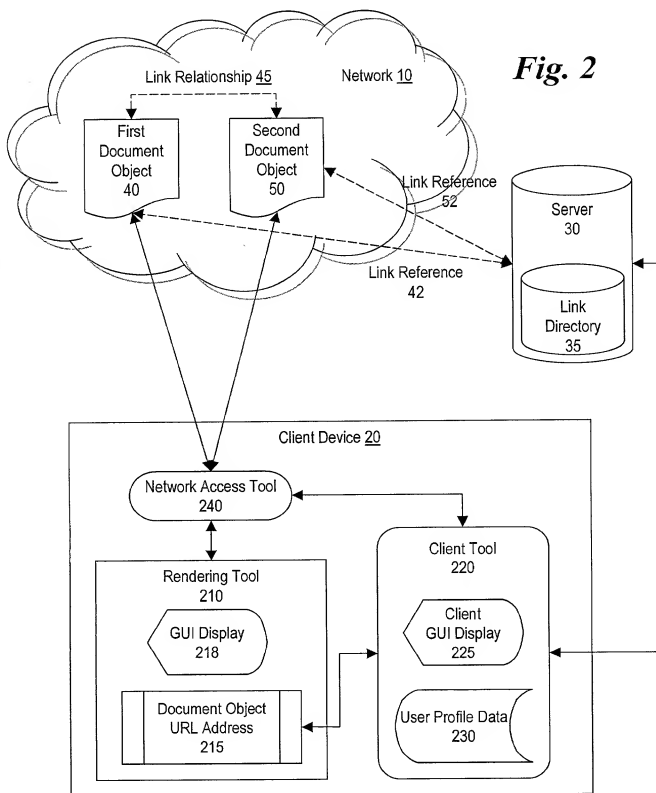 Fig. 2
Link Relationship 45
Network 10
First
Document
Object
40
Second
Document
Object
50
Link Reference
52
Server
30
Link Reference
42
Link
Directory
35
Client Device 20
Network Access Tool
240
Rendering Tool
210
GUI Display
218
Document Object
URL Address
215
Client Tool
220
Client
GUI Display
225
User Profile Data
230